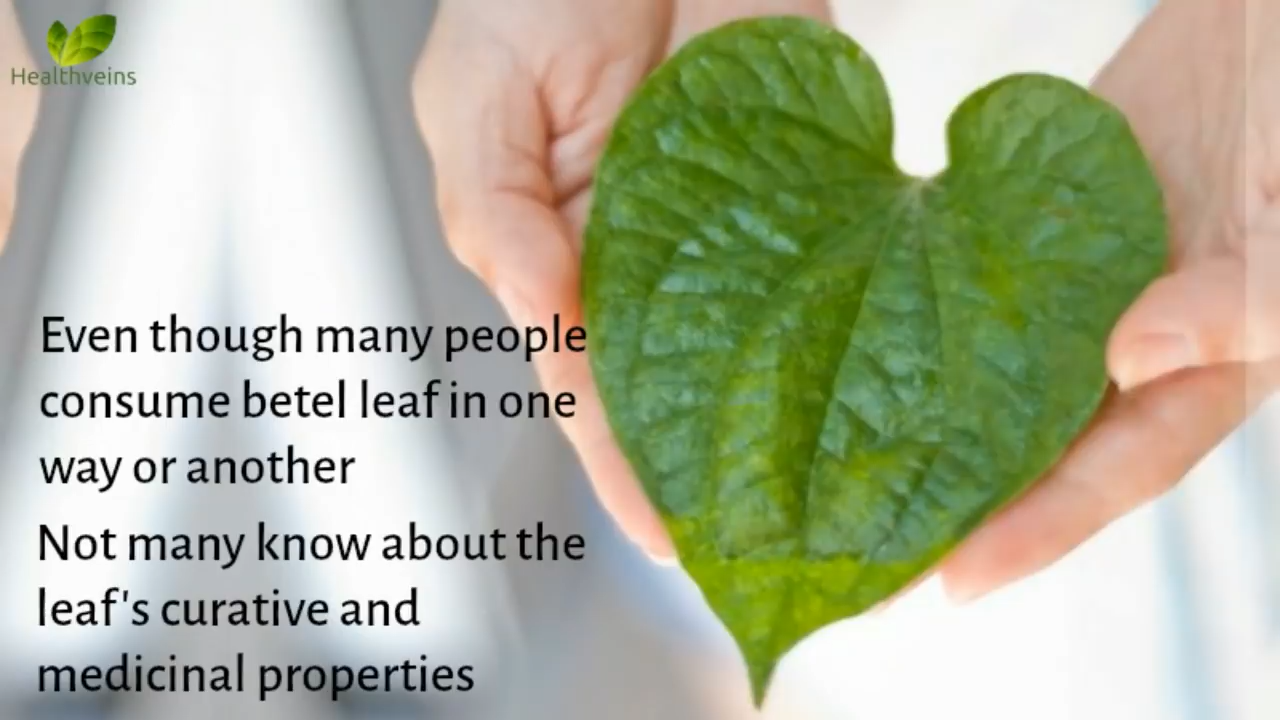 Healthveins
Even though many people
consume betel leaf in one
way or another
Not many know about the
leaf's curative and
medicinal properties